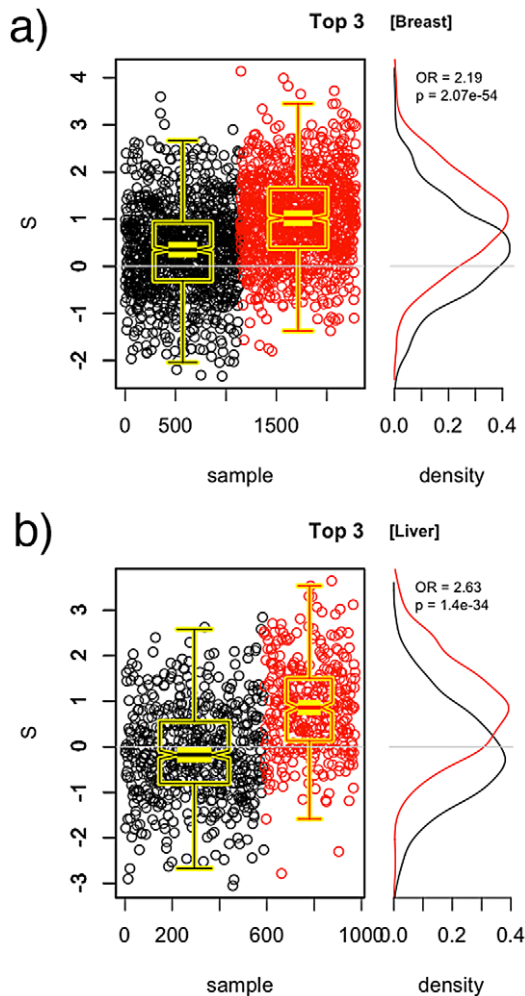 a)
Top 3 [Breast]
OR = 2.19
p = 2.07e-54
S
4
3
2
1
0
-1
-2
0 500 1500
0.0 0.2 0.4
sample
density
b)
Top 3 [Liver]
OR = 2.63
p = 1.4e-34
S
3
2
1
0
-1
-2
-3
0 200 600 1000
0.0 0.2 0.4
sample
density